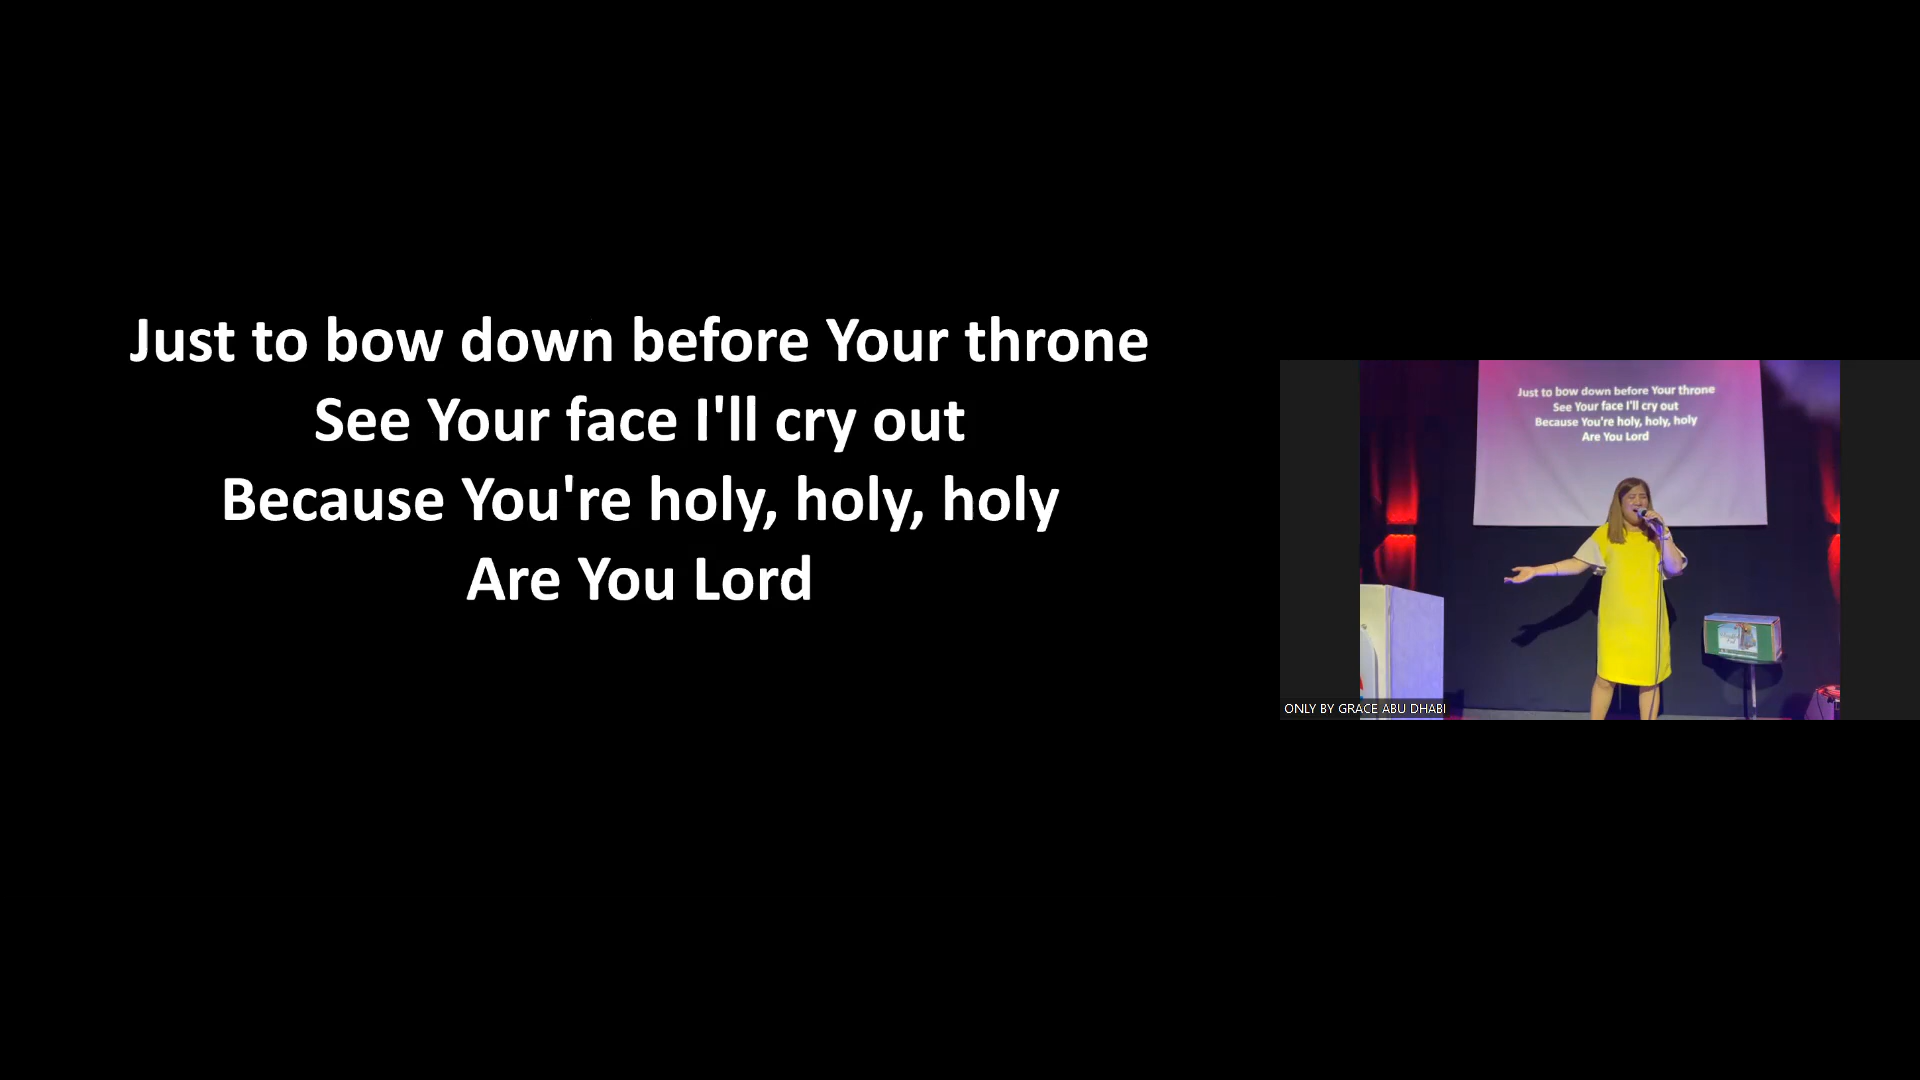 Just to bow down before Your throne
See Your face I'll cry out
Because You're holy, holy, holy
Are You Lord
Just to bow down before Your throne
See Your face I'll cry out
Because You're holy, holy, holy
Are You Lord
ONLY BY GRACE ABU DHABI